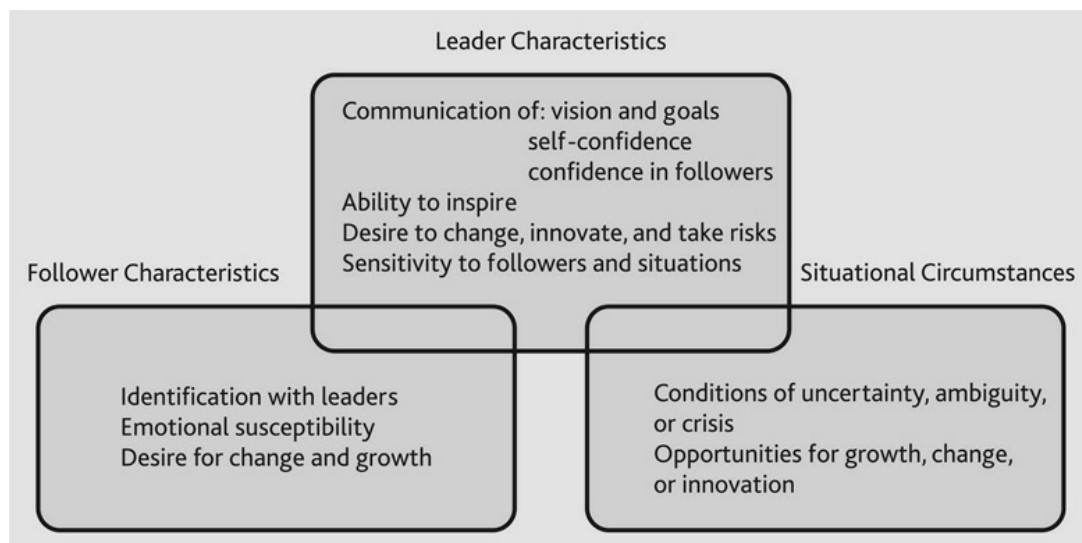 Leader Characteristics
Communication of: vision and goals
self-confidence
confidence in followers
Ability to inspire
Desire to change, innovate, and take risks
Sensitivity to followers and situations
Follower Characteristics
Identification with leaders
Emotional susceptibility
Desire for change and growth
Situational Circumstances
Conditions of uncertainty, ambiguity,
or crisis
Opportunities for growth, change,
or innovation